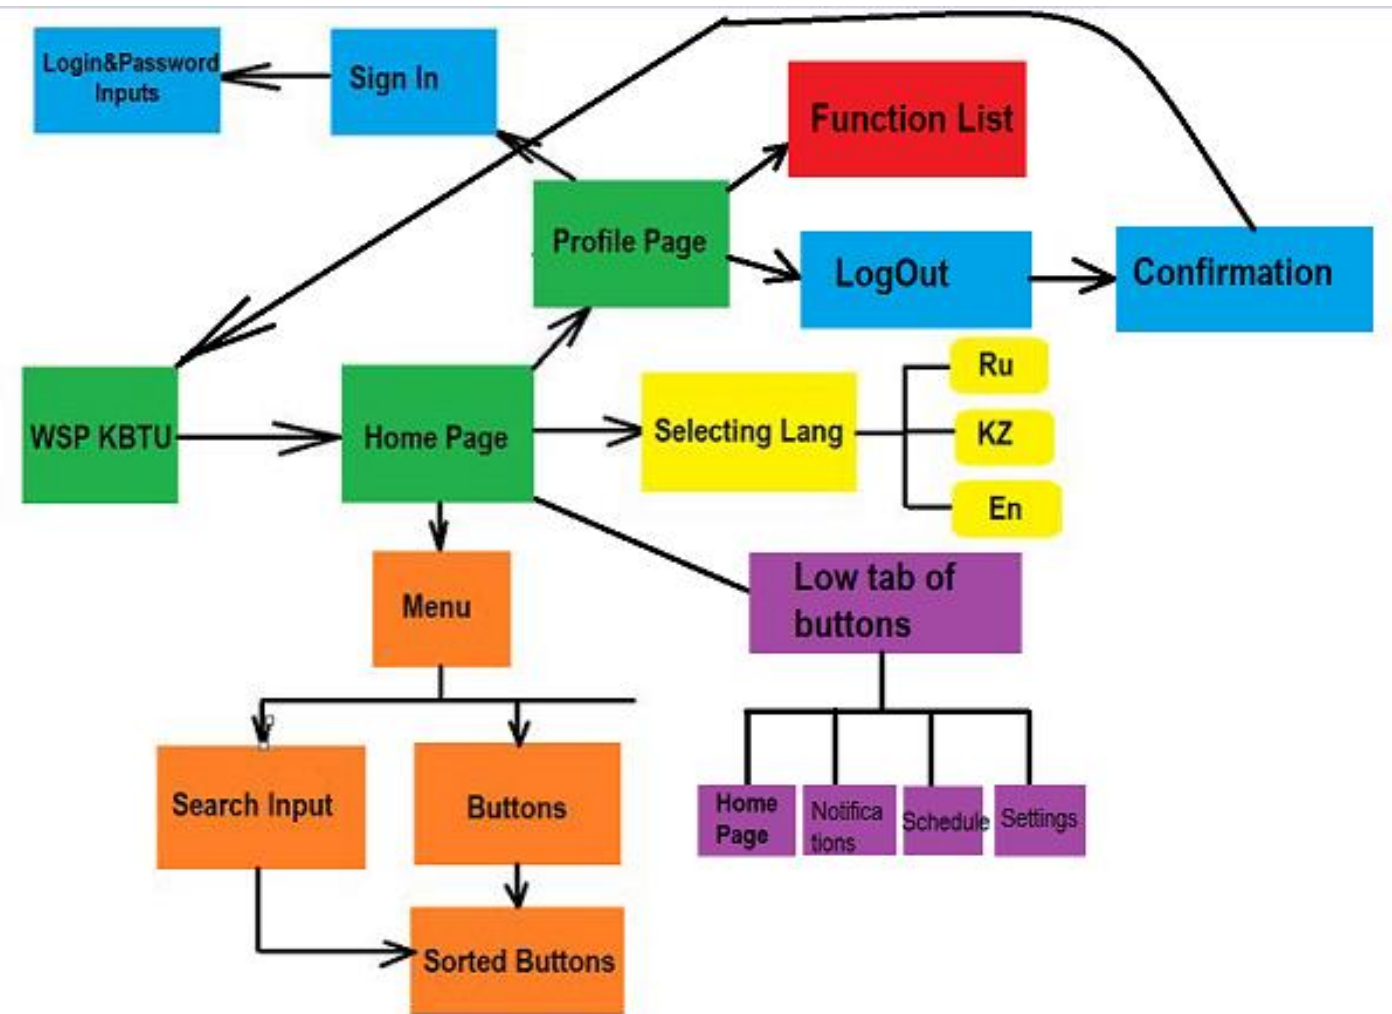 Login&Password
Inputs
Sign In
Function List
Profile Page
LogOut
Confirmation
WSP KBTU
Home Page
Selecting Lang
Ru
KZ
En
Menu
Low tab of
buttons
Search Input
Buttons
Home
Page
Notifica
tions
Schedule
Settings
Sorted Buttons